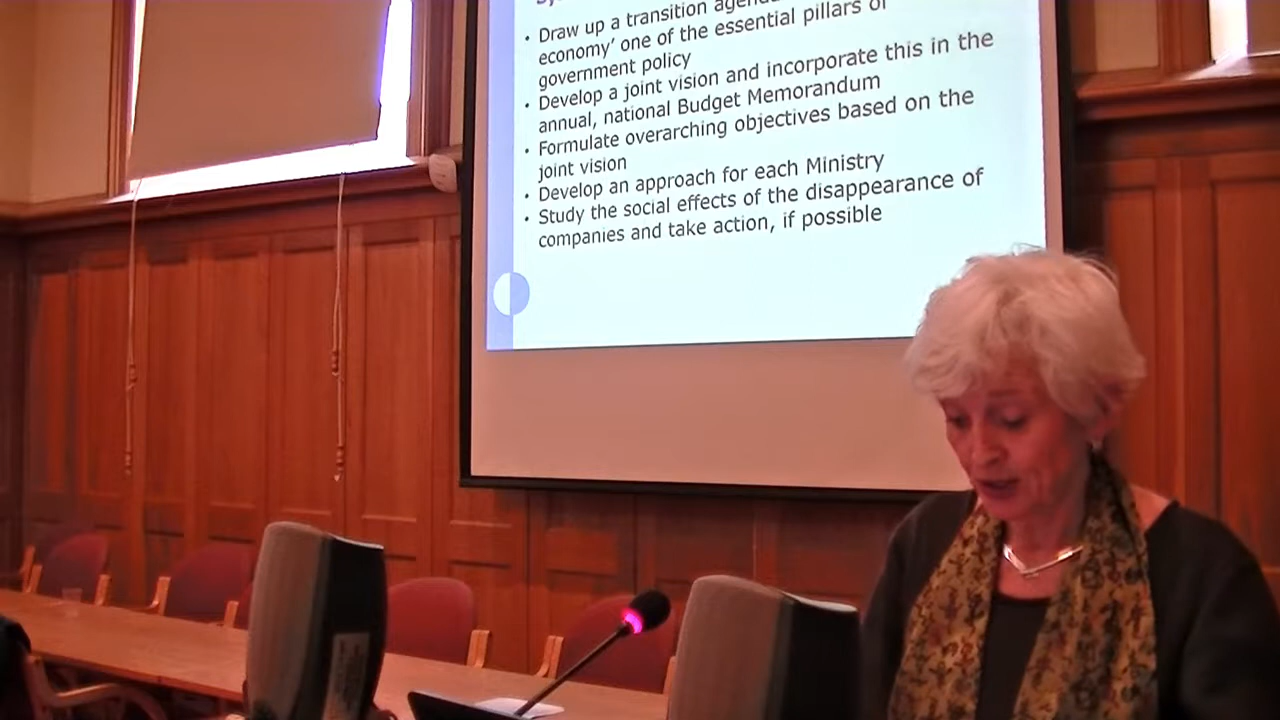 • Draw up a transition agenda
economy’ one of the essential pillars of
government policy
• Develop a joint vision and incorporate this in the
annual, national Budget Memorandum
• Formulate overarching objectives based on the
joint vision
• Develop an approach for each Ministry
• Study the social effects of the disappearance of
companies and take action, if possible